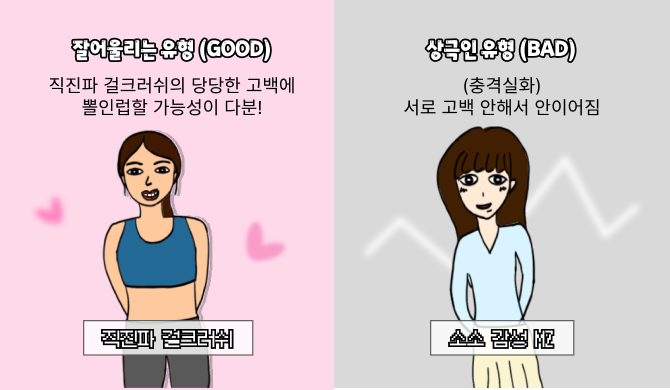 잘어울리는 유형 (GOOD)
직진파 걸크러쉬의 당당한 고백에
뿔인럽할 가능성이 다분!
직진파 걸크러쉬
상극인 유형 (BAD)
(충격실화)
서로 고백 안해서 안이어짐
소소 감성 MZ